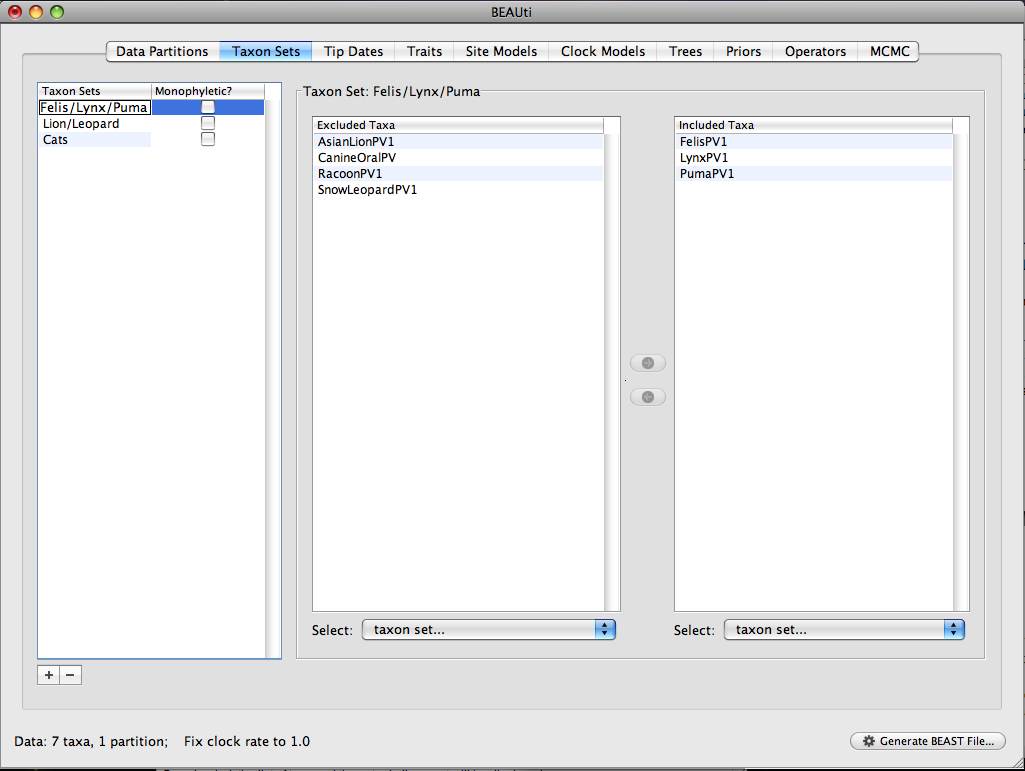 BEAUti
Data Partitions Taxon Sets Tip Dates Traits Site Models Clock Models Trees Priors Operators MCMC
Taxon Sets Monophyletic?
Felis/Lynx/Puma
Lion/Leopard
Cats
Taxon Set: Felis/Lynx/Puma
Excluded Taxa
AsianLionPV1
CanineOralPV
RacoonPV1
SnowLeopardPV1
Included Taxa
FelisPV1
LynxPV1
PumaPV1
Select: taxon set...
Select: taxon set...
+ −
Data: 7 taxa, 1 partition; Fix clock rate to 1.0
Generate BEAST File...